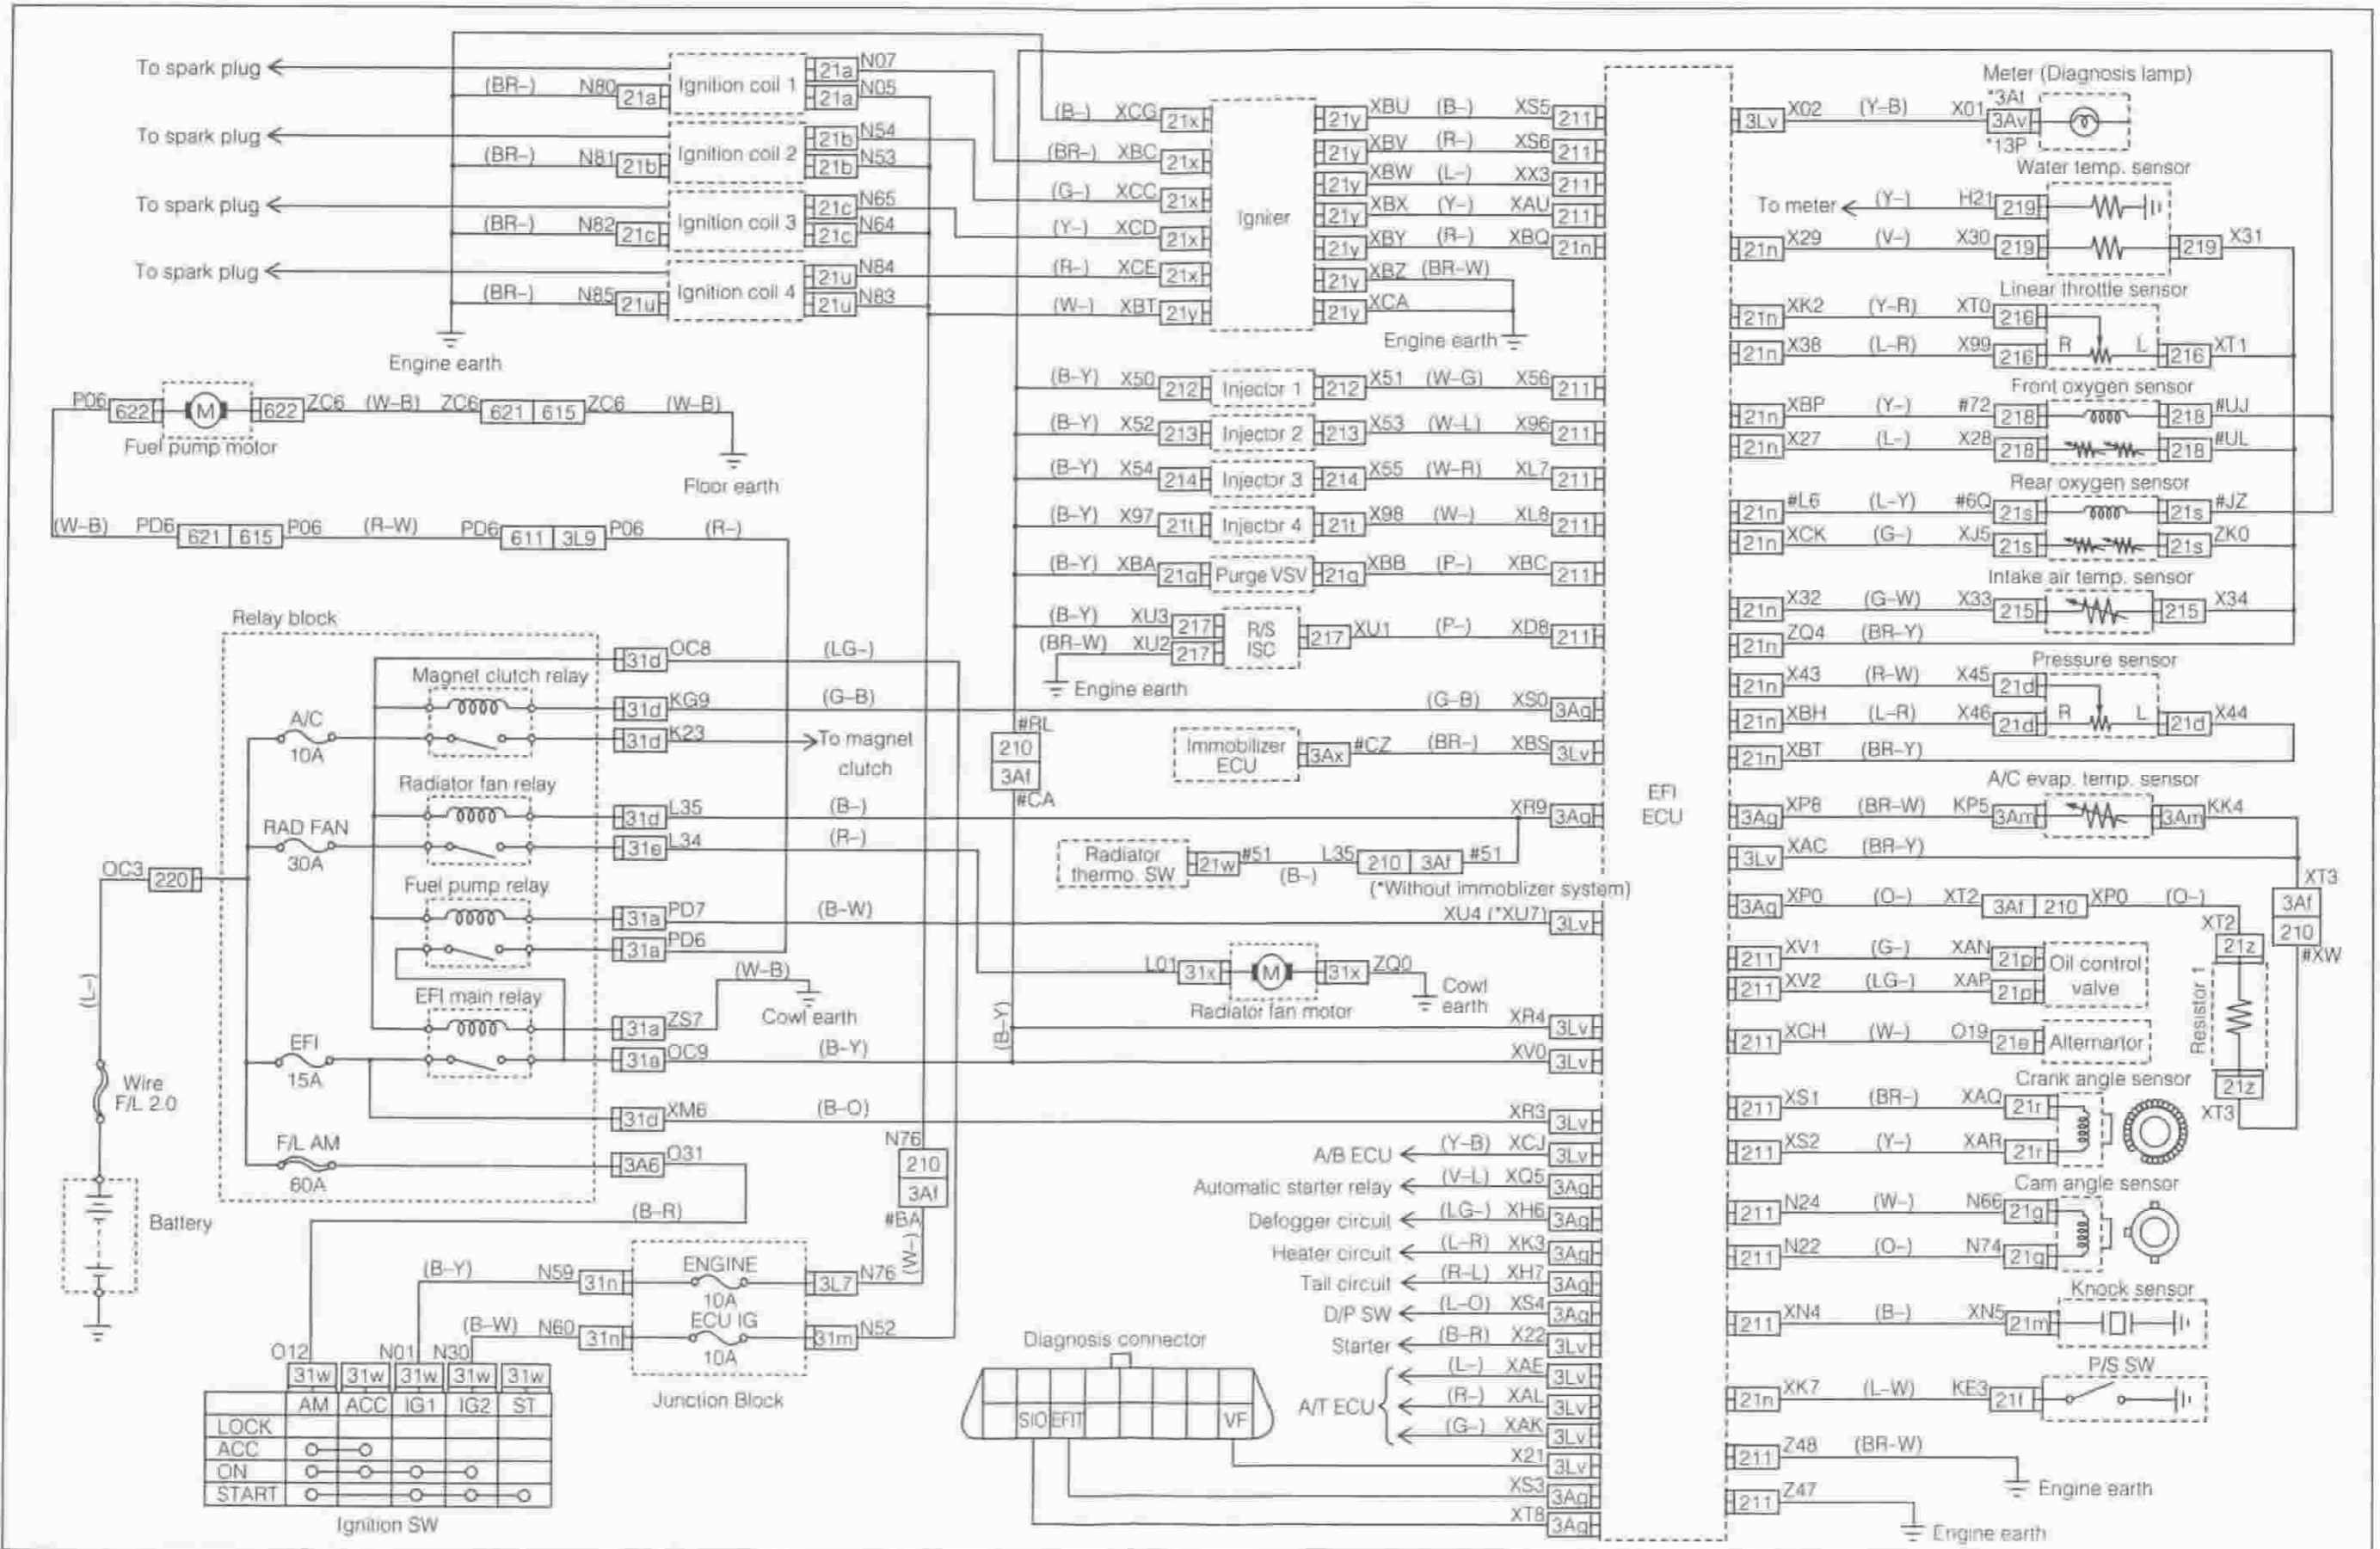 To spark plug
(BR–) N80 21a Ignition coil 1 21a N07
21a N05
To spark plug
(BR–) N81 21b Ignition coil 2 21b N54
21b N53
To spark plug
(BR–) N82 21c Ignition coil 3 21c N65
21c N64
To spark plug
(BR–) N85 21u Ignition coil 4 21u N84
21u N83
Engine earth
P06 622 M 622 ZC6 (W–B) ZC6 621 615 ZC6 (W–B)
Fuel pump motor
Floor earth
(W–B) PD6 621 615 P06 (R–W) PD6 611 3L9 P06 (R–)
Relay block
31d OC8 (LG–)
Magnet clutch relay
31d KG9 (G–B) (G–B) XS0 3Ag
A/C
10A
31d K23 To magnet
clutch
Radiator fan relay
31d L35 (B–) XR9 3Ag
RAD FAN
30A
31e L34 (R–)
OC3 220
Fuel pump relay
31a PD7 (B–W) XU4 (*XU7) 3Lv
31a PD6
(W–B)
Cowl earth
EFI main relay
31a ZS7
EFI
15A
31a OC9 (B–Y) XV0 3Lv
31d XM6 (B–O) XR3 3Lv
F/L AM
60A
3A6 O31
(B–R)
(L–)
Wire
F/L 2.0
Battery
N76
210
3Af
#BA
(W–)
(B–Y) N59 31n ENGINE 3L7 N76
10A
(B–W) N60 31n ECU IG 31m N52
10A
Junction Block
O12 N01 N30
31w 31w 31w 31w 31w
AM ACC IG1 IG2 ST
LOCK
ACC
ON
START
Ignition SW
(B–) XCG 21x
(BR–) XBC 21x
(G–) XCC 21x
(Y–) XCD 21x
(R–) XCE 21x
(W–) XBT 21y
Igniter
21y XBU (B–) XS5 211
21y XBV (R–) XS6 211
21y XBW (L–) XX3 211
21y XBX (Y–) XAU 211
21y XBY (R–) XBQ 21n
21y XBZ (BR–W)
21y XCA
Engine earth
(B–Y) X50 212 Injector 1 212 X51 (W–G) X56 211
(B–Y) X52 213 Injector 2 213 X53 (W–L) X96 211
(B–Y) X54 214 Injector 3 214 X55 (W–R) XL7 211
(B–Y) X97 21t Injector 4 21t X98 (W–) XL8 211
(B–Y) XBA 21q Purge VSV 21q XBB (P–) XBC 211
(B–Y) XU3 217 R/S
ISC 217 XU1 (P–) XD8 211
(BR–W) XU2 217
Engine earth
#RL
210
3Af
#CA
Immobilizer
ECU 3Ax #CZ (BR–) XBS 3Lv
Radiator
thermo. SW 21w #51 (B–) L35 210 3Af #51
(*Without immoblizer system)
L01 31x M 31x ZQ0
Radiator fan motor
Cowl
earth
(B–Y)
XR4 3Lv
A/B ECU (Y–B) XCJ 3Lv
Automatic starter relay (V–L) XQ5 3Ag
Defogger circuit (LG–) XH6 3Ag
Heater circuit (L–R) XK3 3Ag
Tail circuit (R–L) XH7 3Ag
D/P SW (L–O) XS4 3Ag
Starter (B–R) X22 3Lv
A/T ECU (L–) XAE 3Lv
(R–) XAL 3Lv
(G–) XAK 3Lv
X21 3Lv
XS3 3Ag
XT8 3Ag
Diagnosis connector
SIO EFIT VF
EFI
ECU
Meter (Diagnosis lamp)
3Lv X02 (Y–B) X01 *3Af
3Av
*13P
Water temp. sensor
To meter (Y–) H21 219
21n X29 (V–) X30 219 219 X31
Linear throttle sensor
21n XK2 (Y–R) XT0 216
21n X38 (L–R) X99 216 R L 216 XT1
Front oxygen sensor
21n XBP (Y–) #72 218 218 #UJ
21n X27 (L–) X28 218 218 #UL
Rear oxygen sensor
21n #L6 (L–Y) #6Q 21s 21s #JZ
21n XCK (G–) XJ5 21s 21s ZK0
Intake air temp. sensor
21n X32 (G–W) X33 215 215 X34
21n ZQ4 (BR–Y)
Pressure sensor
21n X43 (R–W) X45 21d
21n XBH (L–R) X46 21d R L 21d X44
21n XBT (BR–Y)
A/C evap. temp. sensor
3Ag XP8 (BR–W) KP5 3Am 3Am KK4
3Lv XAC (BR–Y)
3Ag XP0 (O–) XT2 3Af 210 XP0 (O–)
XT3
3Af
210
#XW
XT2
21z
Resistor 1
21z
XT3
211 XV1 (G–) XAN 21p Oil control
valve
211 XV2 (LG–) XAP 21p
211 XCH (W–) O19 21e Alternartor
Crank angle sensor
211 XS1 (BR–) XAQ 21r
211 XS2 (Y–) XAR 21r
Cam angle sensor
211 N24 (W–) N66 21g
211 N22 (O–) N74 21g
Knock sensor
211 XN4 (B–) XN5 21m
P/S SW
21n XK7 (L–W) KE3 21f
211 Z48 (BR–W)
Engine earth
211 Z47
Engine earth